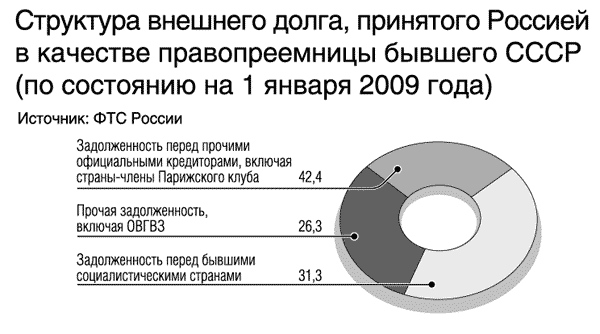 Структура внешнего долга, принятого Россией
в качестве правопреемницы бывшего СССР
(по состоянию на 1 января 2009 года)
Источник: ФТС России
Задолженность перед прочими
официальными кредиторами, включая
страны-члены Парижского клуба 42,4
Прочая задолженность,
включая ОВГВЗ 26,3
Задолженность перед бывшими
социалистическими странами 31,3